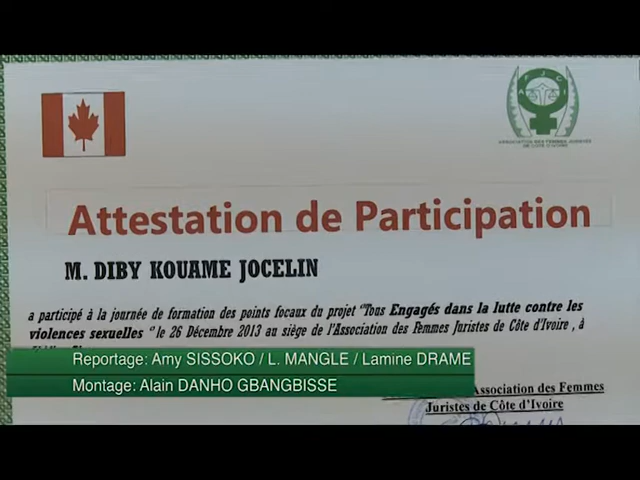 ASSOCIATION DES FEMMES JURISTES
DE CÔTE D'IVOIRE
Attestation de Participation
M. DIBY KOUAME JOCELIN
a participé à la journée de formation des points focaux du projet "Tous Engagés dans la lutte contre les
violences sexuelles " le 26 Décembre 2013 au siège de l'Association des Femmes Juristes de Côte d'Ivoire , à
Reportage: Amy SISSOKO / L. MANGLE / Lamine DRAME
Montage: Alain DANHO GBANGBISSE
Association des Femmes
Juristes de Côte d'Ivoire